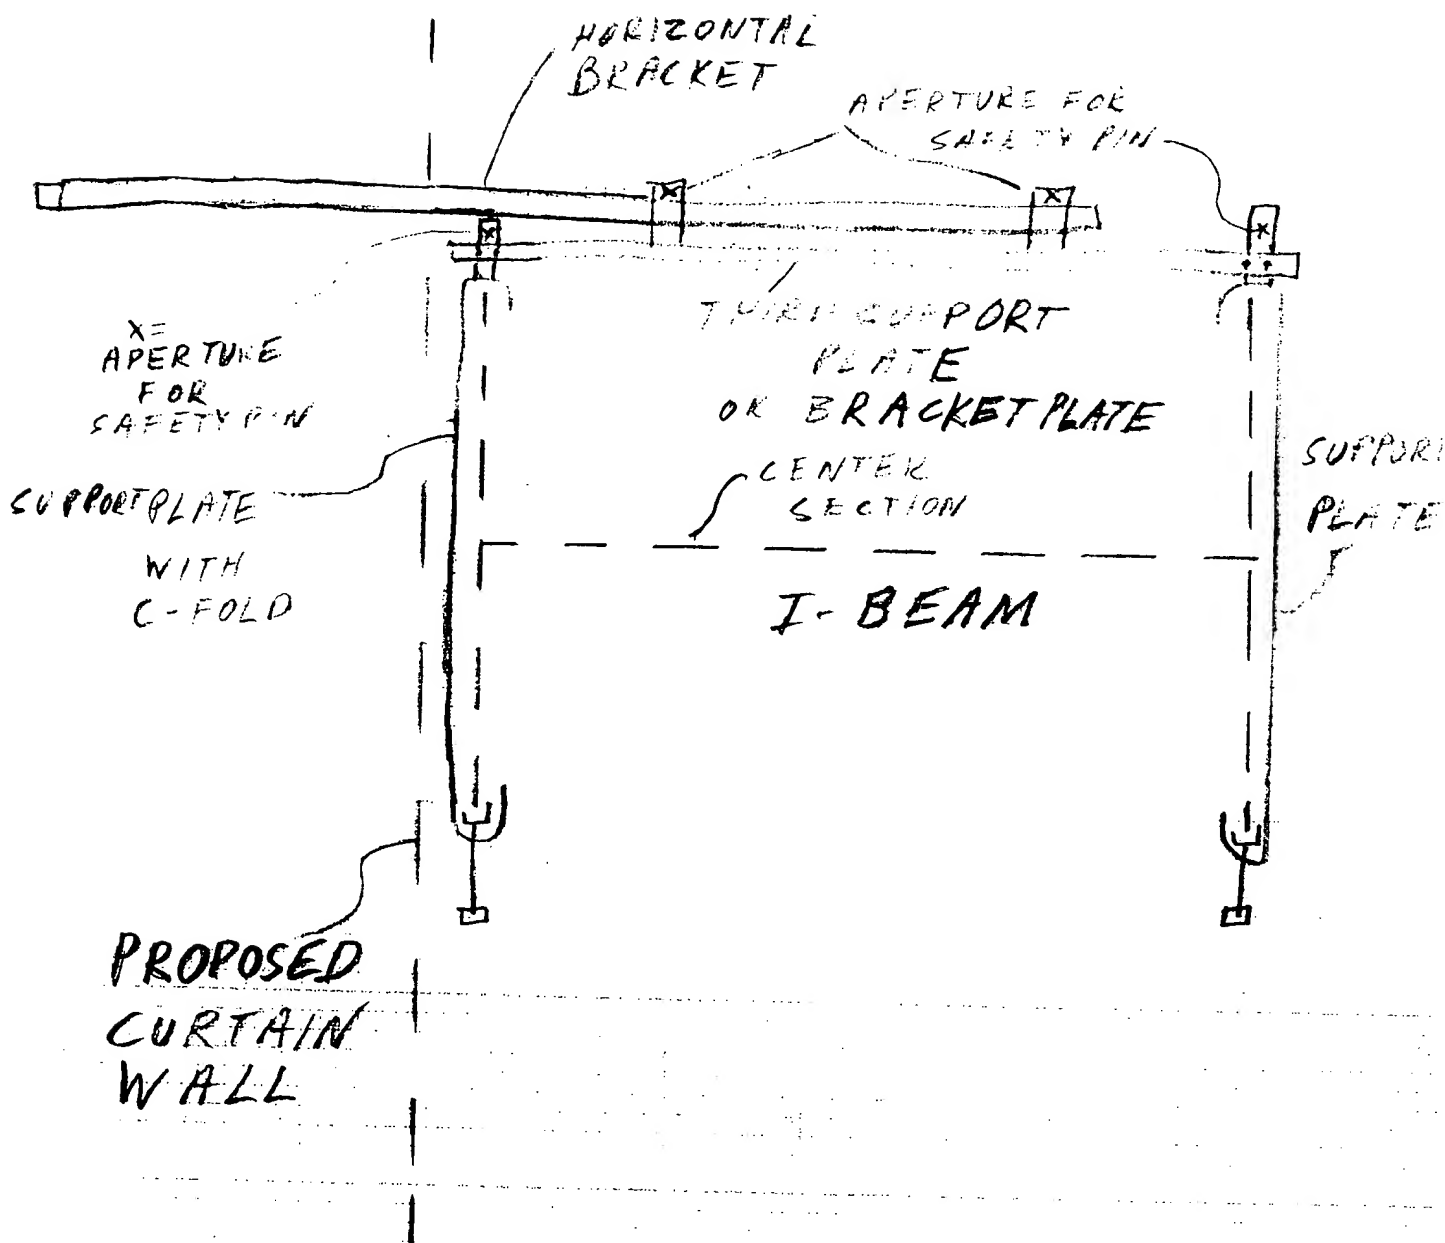 HORIZONTAL
BRACKET
APERTURE FOR
SAFETY PIN
X=
APERTURE
FOR
SAFETY PIN
THIRD SUPPORT
PLATE
OR BRACKET PLATE
SUPPORT PLATE
WITH
C-FOLD
CENTER
SECTION
SUPPORT
PLATE
I-BEAM
PROPOSED
CURTAIN
WALL